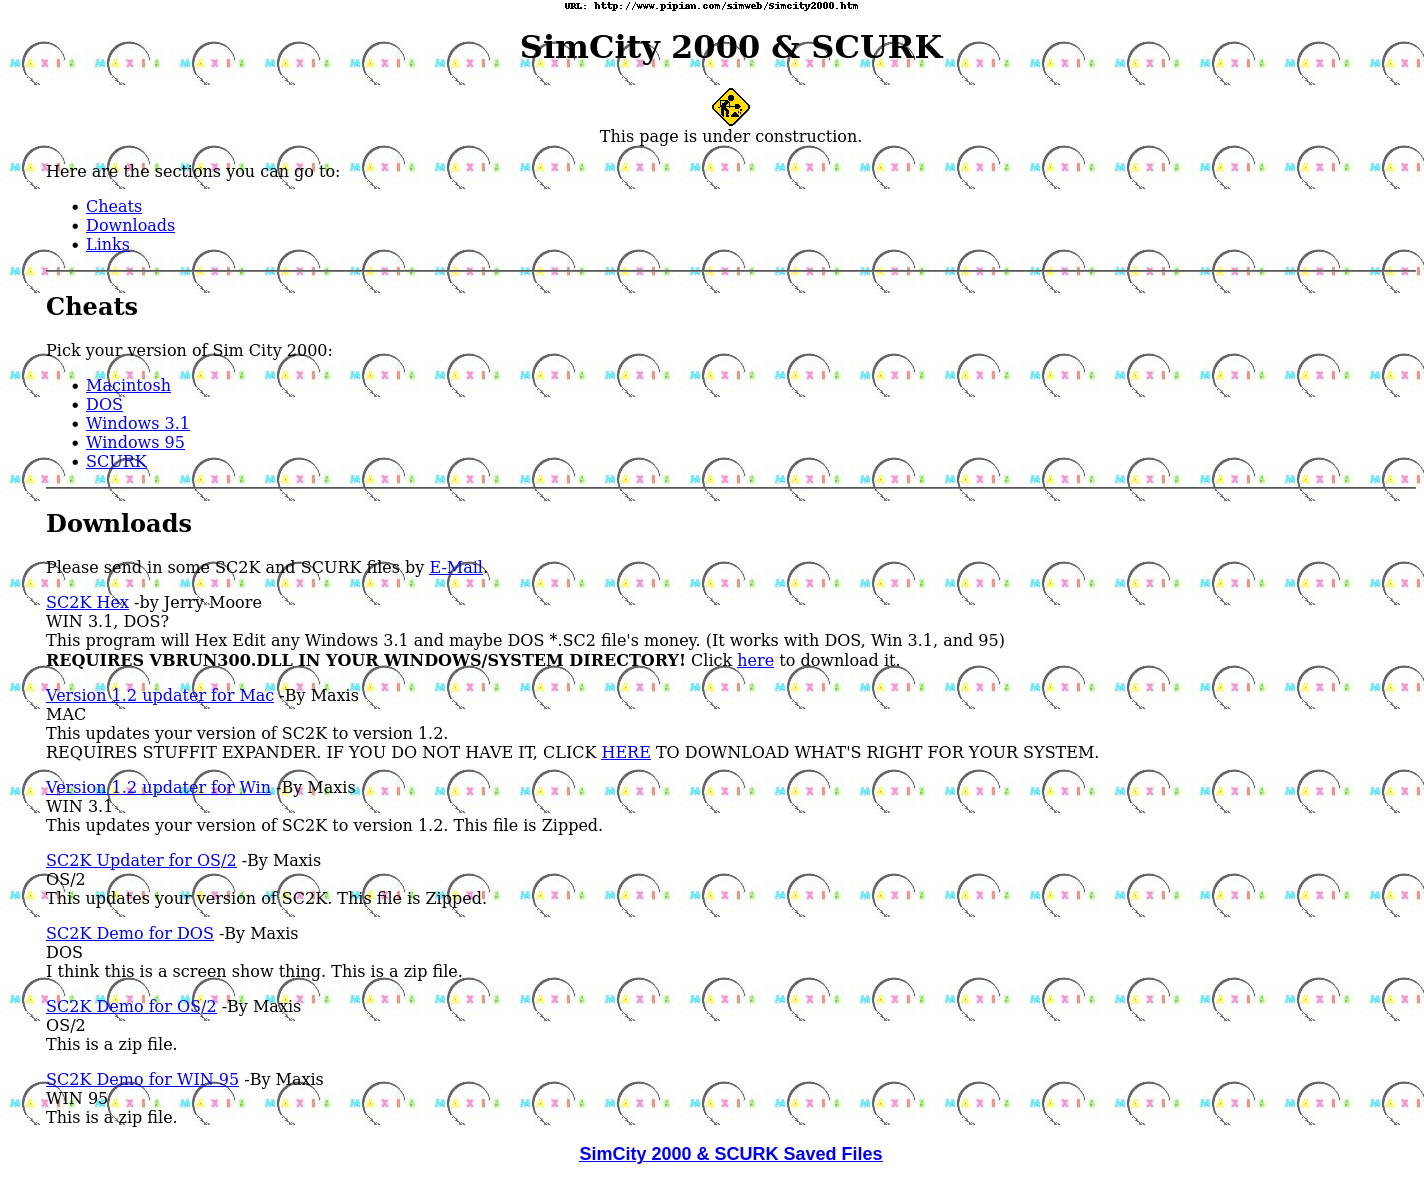 URL: http://www.pipian.com/simweb/Simcity2000.htm
SimCity 2000 & SCURK
This page is under construction.
Here are the sections you can go to:
Cheats
Downloads
Links
Cheats
Pick your version of Sim City 2000:
Macintosh
DOS
Windows 3.1
Windows 95
SCURK
Downloads
Please send in some SC2K and SCURK files by E-Mail.
SC2K Hex -by Jerry Moore
WIN 3.1, DOS?
This program will Hex Edit any Windows 3.1 and maybe DOS *.SC2 file's money. (It works with DOS, Win 3.1, and 95)
REQUIRES VBRUN300.DLL IN YOUR WINDOWS/SYSTEM DIRECTORY! Click here to download it.
Version 1.2 updater for Mac -By Maxis
MAC
This updates your version of SC2K to version 1.2.
REQUIRES STUFFIT EXPANDER. IF YOU DO NOT HAVE IT, CLICK HERE TO DOWNLOAD WHAT'S RIGHT FOR YOUR SYSTEM.
Version 1.2 updater for Win -By Maxis
WIN 3.1
This updates your version of SC2K to version 1.2. This file is Zipped.
SC2K Updater for OS/2 -By Maxis
OS/2
This updates your version of SC2K. This file is Zipped.
SC2K Demo for DOS -By Maxis
DOS
I think this is a screen show thing. This is a zip file.
SC2K Demo for OS/2 -By Maxis
OS/2
This is a zip file.
SC2K Demo for WIN 95 -By Maxis
WIN 95
This is a zip file.
SimCity 2000 & SCURK Saved Files